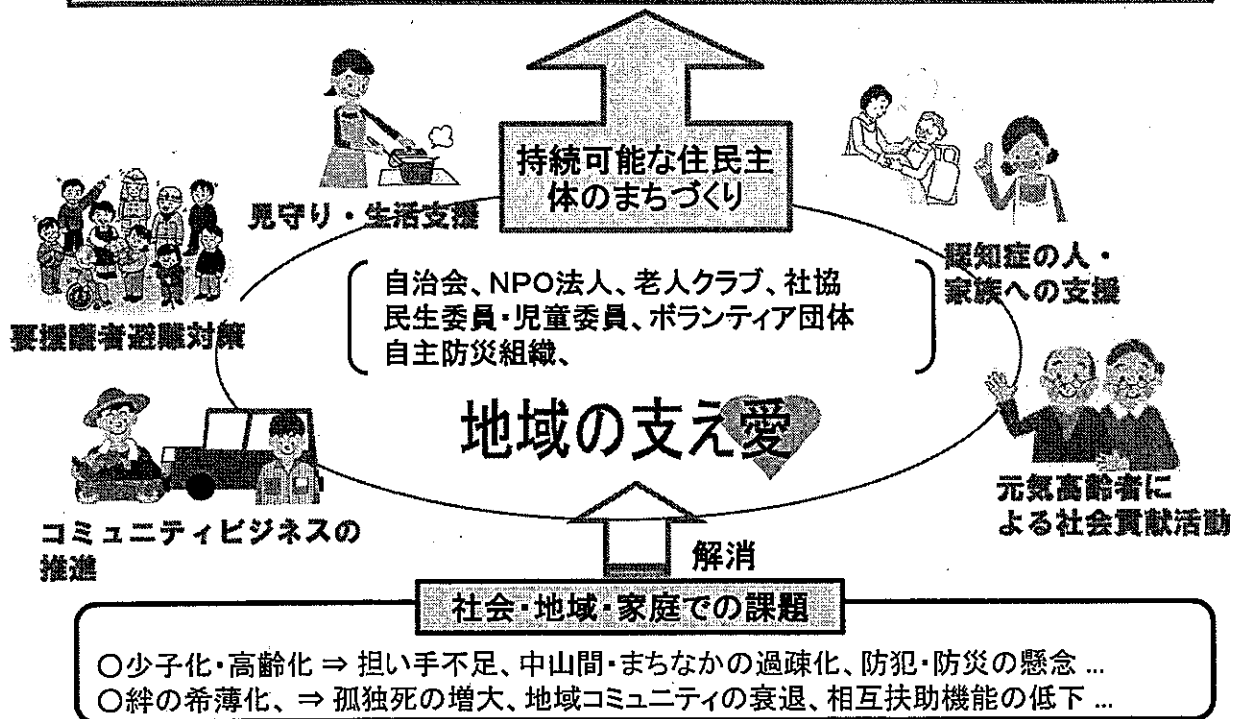 持続可能な住民主
体のまちづくり
見守り・生活支援
認知症の人・
家族への支援
要援護者避難対策
自治会、NPO法人、老人クラブ、社協
民生委員・児童委員、ボランティア団体
自主防災組織、
地域の支え愛
コミュニティビジネスの
推進
元気高齢者に
よる社会貢献活動
解消
社会・地域・家庭での課題
○少子化・高齢化 ⇒ 担い手不足、中山間・まちなかの過疎化、防犯・防災の懸念 ...
○絆の希薄化、⇒ 孤独死の増大、地域コミュニティの衰退、相互扶助機能の低下 ...